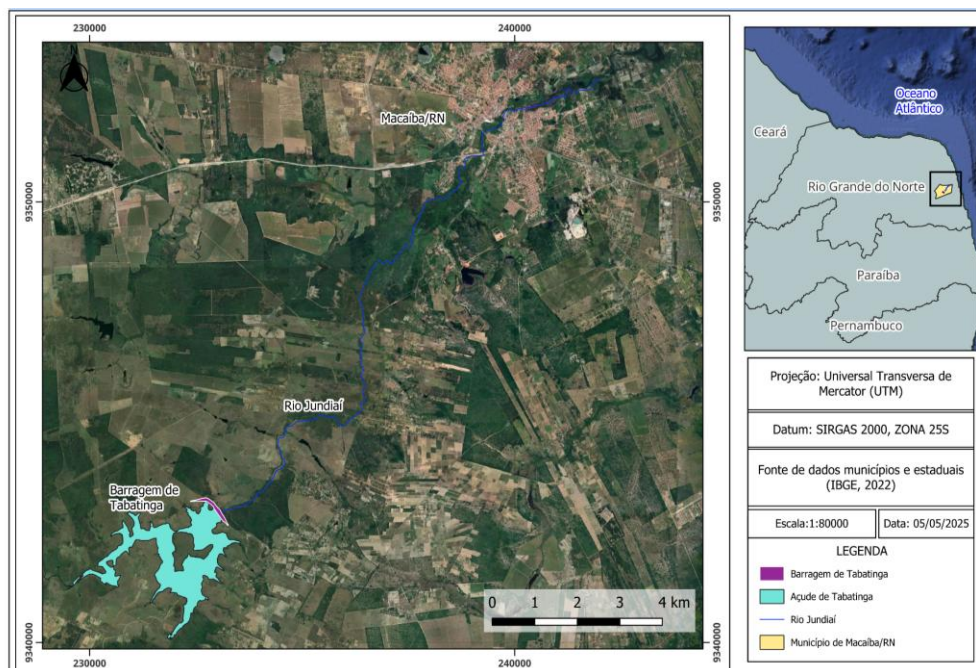 230000
240000
Macaíba/RN
9350000
9350000
Rio Jundiaí
Barragem de
Tabatinga
0 1 2 3 4 km
9340000
9340000
230000
240000
Oceano
Atlântico
Ceará
Rio Grande do Norte
Paraíba
Pernambuco
Projeção: Universal Transversa de
Mercator (UTM)
Datum: SIRGAS 2000, ZONA 25S
Fonte de dados municípios e estaduais
(IBGE, 2022)
Escala:1:80000
Data: 05/05/2025
LEGENDA
Barragem de Tabatinga
Açude de Tabatinga
Rio Jundiaí
Município de Macaíba/RN